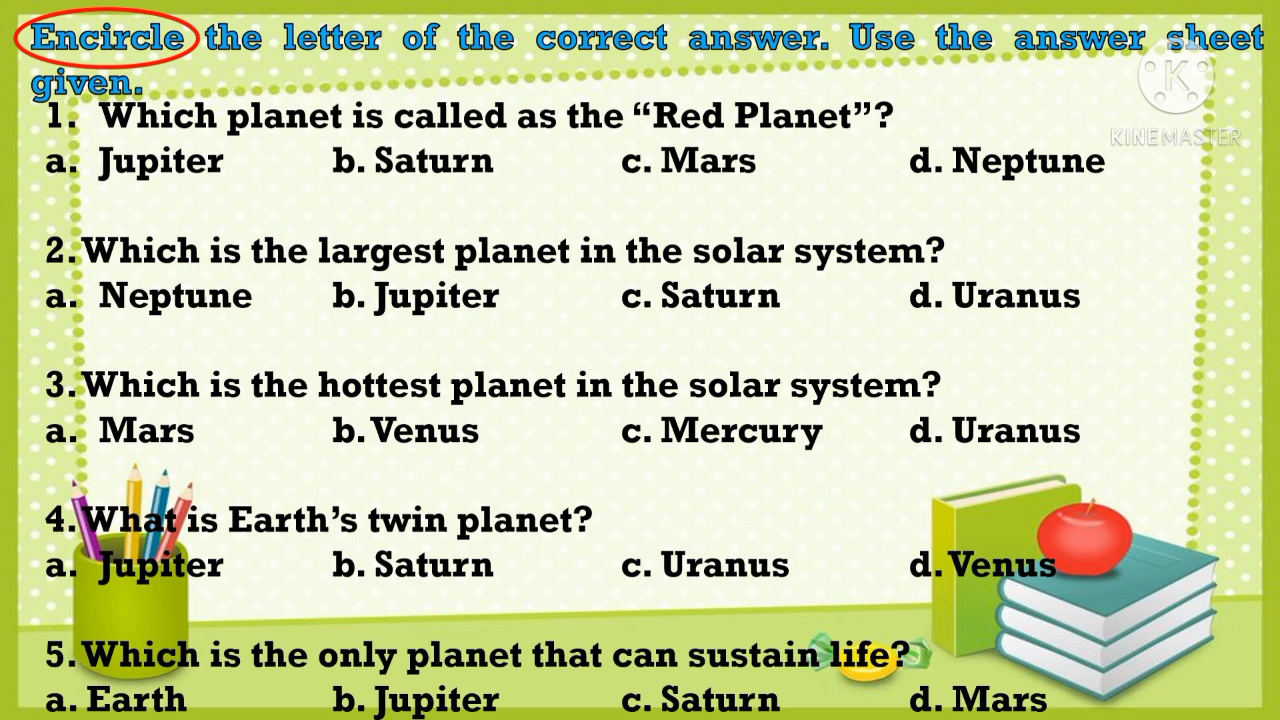 Encircle the letter of the correct answer. Use the answer sheet
given.
K
KINEMASTER
1. Which planet is called as the “Red Planet”?
a. Jupiter b. Saturn c. Mars d. Neptune
2. Which is the largest planet in the solar system?
a. Neptune b. Jupiter c. Saturn d. Uranus
3. Which is the hottest planet in the solar system?
a. Mars b. Venus c. Mercury d. Uranus
4. What is Earth’s twin planet?
a. Jupiter b. Saturn c. Uranus d. Venus
5. Which is the only planet that can sustain life?
a. Earth b. Jupiter c. Saturn d. Mars